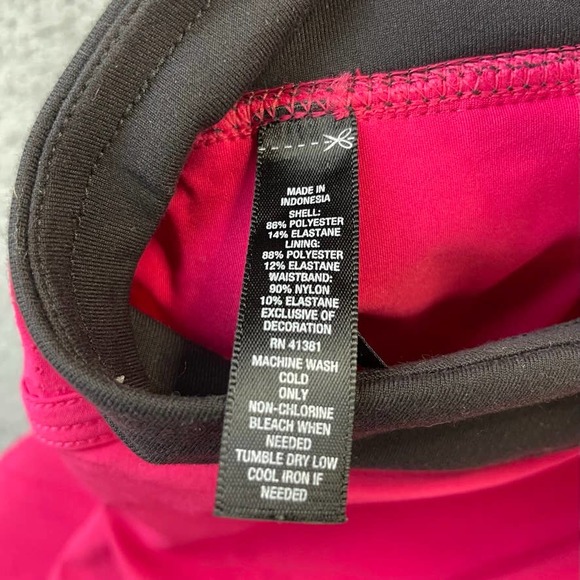 MADE IN
INDONESIA
SHELL:
86% POLYESTER
14% ELASTANE
LINING:
88% POLYESTER
12% ELASTANE
WAISTBAND:
90% NYLON
10% ELASTANE
EXCLUSIVE OF
DECORATION
RN 41381
MACHINE WASH
COLD
ONLY
NON-CHLORINE
BLEACH WHEN
NEEDED
TUMBLE DRY LOW
COOL IRON IF
NEEDED